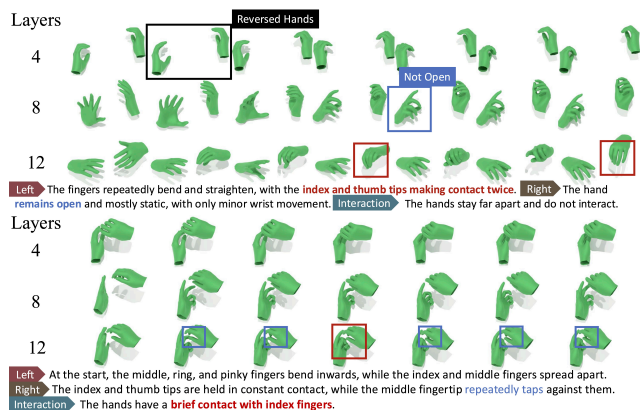 Layers
Reversed Hands
4
Not Open
8
12
Left The fingers repeatedly bend and straighten, with the index and thumb tips making contact twice. Right The hand
remains open and mostly static, with only minor wrist movement. Interaction The hands stay far apart and do not interact.
Layers
4
8
12
Left At the start, the middle, ring, and pinky fingers bend inwards, while the index and middle fingers spread apart.
Right The index and thumb tips are held in constant contact, while the middle fingertip repeatedly taps against them.
Interaction The hands have a brief contact with index fingers.